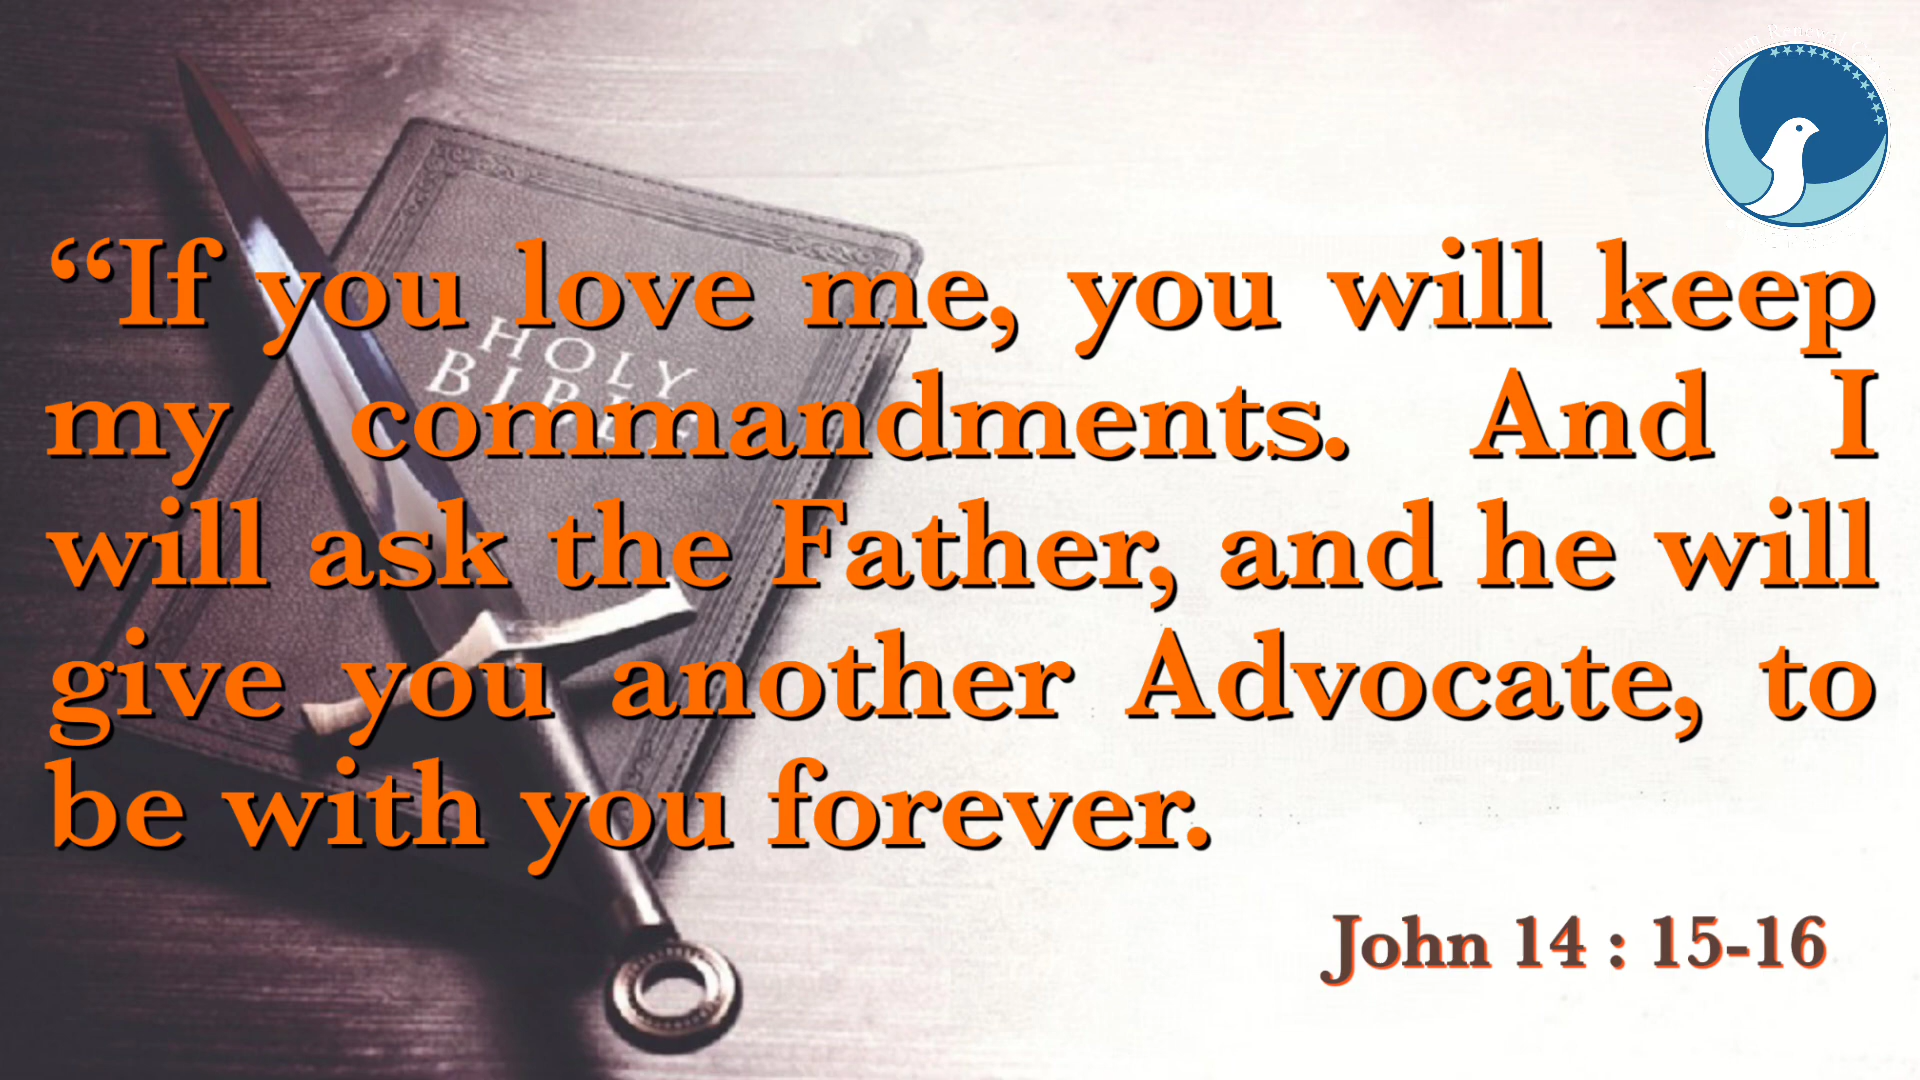 “If you love me, you will keep
my commandments. And I
will ask the Father, and he will
give you another Advocate, to
be with you forever.
John 14 : 15-16
HOLY
BIBLE